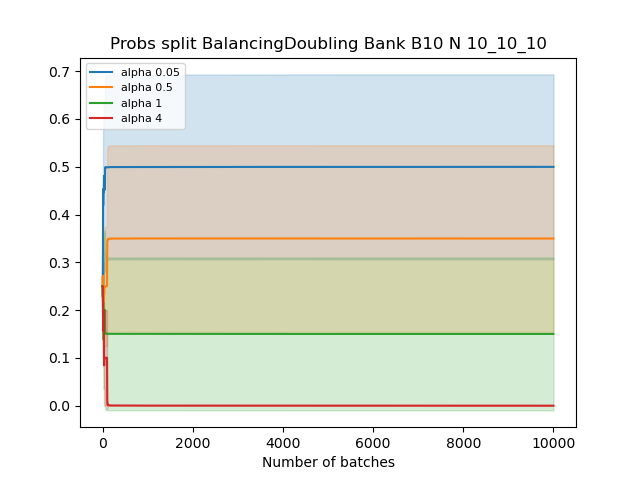 Probs split BalancingDoubling Bank B10 N 10_10_10
0.7
0.6
0.5
0.4
0.3
0.2
0.1
0.0
alpha 0.05
alpha 0.5
alpha 1
alpha 4
0 2000 4000 6000 8000 10000
Number of batches